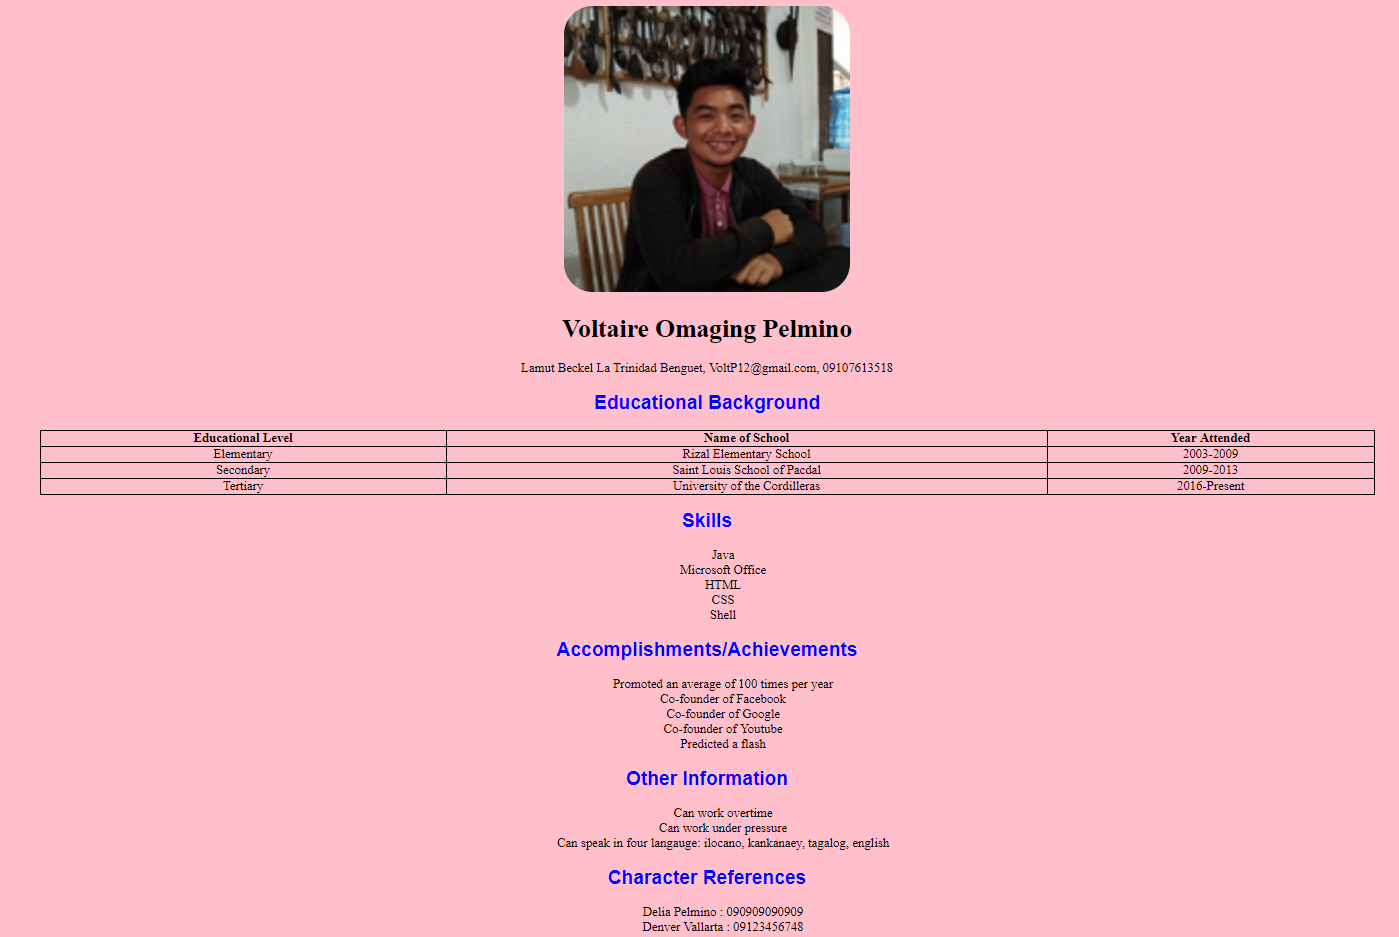 Voltaire Omaging Pelmino
Lamut Beckel La Trinidad Benguet, VoltP12@gmail.com, 09107613518
Educational Background
Educational Level Name of School Year Attended
Elementary Rizal Elementary School 2003-2009
Secondary Saint Louis School of Pacdal 2009-2013
Tertiary University of the Cordilleras 2016-Present
Skills
Java
Microsoft Office
HTML
CSS
Shell
Accomplishments/Achievements
Promoted an average of 100 times per year
Co-founder of Facebook
Co-founder of Google
Co-founder of Youtube
Predicted a flash
Other Information
Can work overtime
Can work under pressure
Can speak in four langauge: ilocano, kankanaey, tagalog, english
Character References
Delia Pelmino : 090909090909
Denver Vallarta : 09123456748